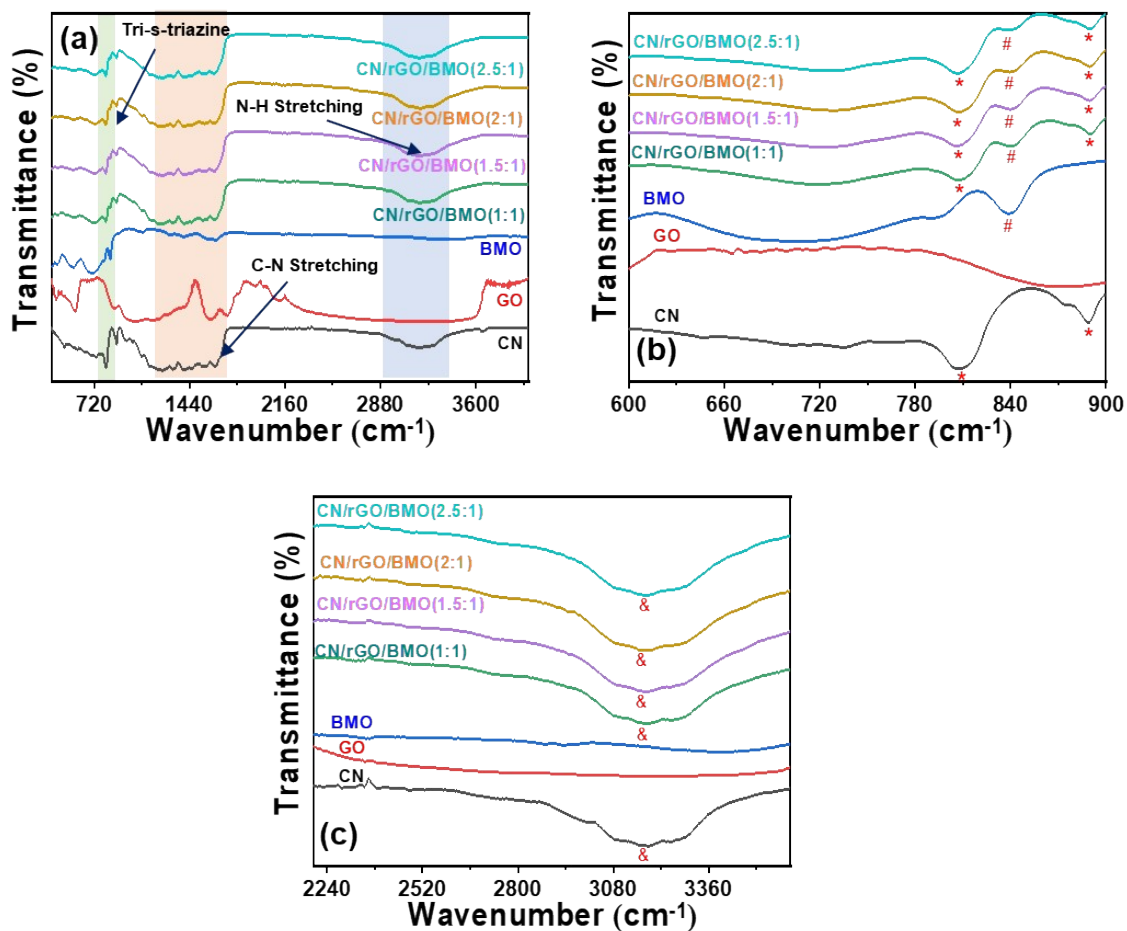 (a)
Tri-s-triazine
CN/rGO/BMO(2.5:1)
N-H Stretching
CN/rGO/BMO(2:1)
CN/rGO/BMO(1.5:1)
CN/rGO/BMO(1:1)
BMO
C-N Stretching
GO
CN
Transmittance (%)
720 1440 2160 2880 3600
Wavenumber (cm-1)
CN/rGO/BMO(2.5:1)
* # *
CN/rGO/BMO(2:1)
* # *
CN/rGO/BMO(1.5:1)
* # *
CN/rGO/BMO(1:1)
* # *
BMO
#
GO
CN
*
*
(b)
Transmittance (%)
600 660 720 780 840 900
Wavenumber (cm-1)
CN/rGO/BMO(2.5:1)
&
CN/rGO/BMO(2:1)
&
CN/rGO/BMO(1.5:1)
&
CN/rGO/BMO(1:1)
&
BMO
GO
CN
&
(c)
Transmittance (%)
2240 2520 2800 3080 3360
Wavenumber (cm-1)